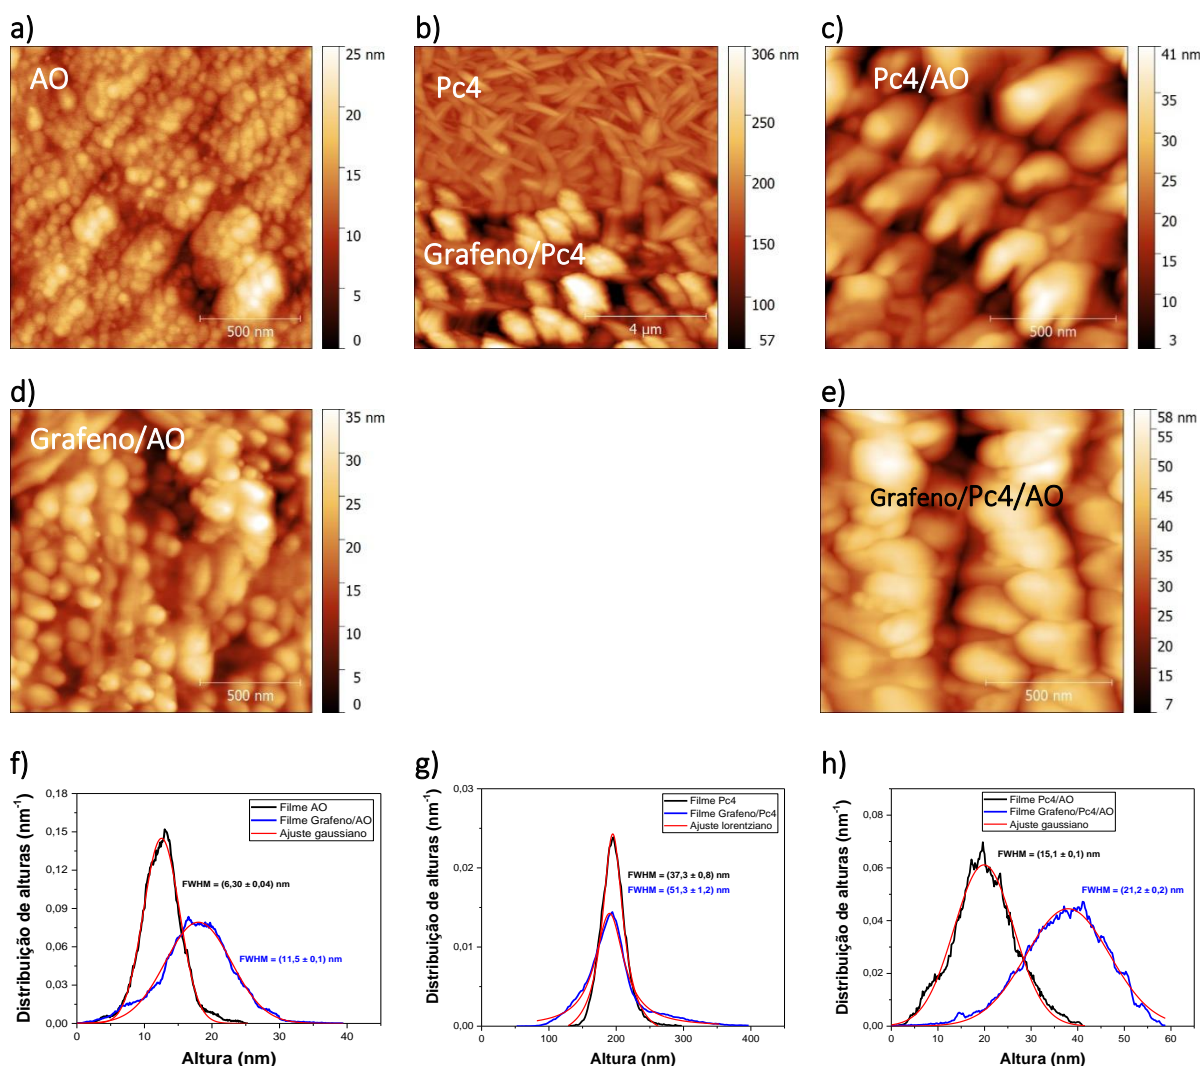 a)
AO
500 nm
25 nm
20
15
10
5
0
b)
Pc4
Grafeno/Pc4
4 µm
306 nm
250
200
150
100
57
c)
Pc4/AO
500 nm
41 nm
35
30
25
20
15
10
3
d)
Grafeno/AO
500 nm
35 nm
30
25
20
15
10
5
0
e)
Grafeno/Pc4/AO
500 nm
58 nm
55
50
45
40
35
30
25
20
15
7
f)
Distribuição de alturas (nm⁻¹)
0,18
0,15
0,12
0,09
0,06
0,03
0,00
Filme AO
Filme Grafeno/AO
Ajuste gaussiano
FWHM = (6,30 ± 0,04) nm
FWHM = (11,5 ± 0,1) nm
0 10 20 30 40
Altura (nm)
g)
Distribuição de alturas (nm⁻¹)
0,03
0,02
0,01
0,00
Filme Pc4
Filme Grafeno/Pc4
Ajuste lorentziano
FWHM = (37,3 ± 0,8) nm
FWHM = (51,3 ± 1,2) nm
0 100 200 300 400
Altura (nm)
h)
Distribuição de alturas (nm⁻¹)
0,08
0,06
0,04
0,02
0,00
Filme Pc4/AO
Filme Grafeno/Pc4/AO
Ajuste gaussiano
FWHM = (15,1 ± 0,1) nm
FWHM = (21,2 ± 0,2) nm
0 10 20 30 40 50 60
Altura (nm)